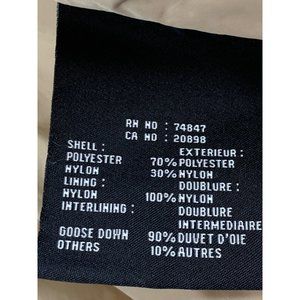 RN NO : 74847
CA NO : 20898
SHELL : EXTERIEUR :
POLYESTER 70% POLYESTER
NYLON 30% NYLON
LINING : DOUBLURE :
NYLON 100% NYLON
INTERLINING : DOUBLURE
INTERMEDIAIRE
GOOSE DOWN 90% DUVET D'OIE
OTHERS 10% AUTRES